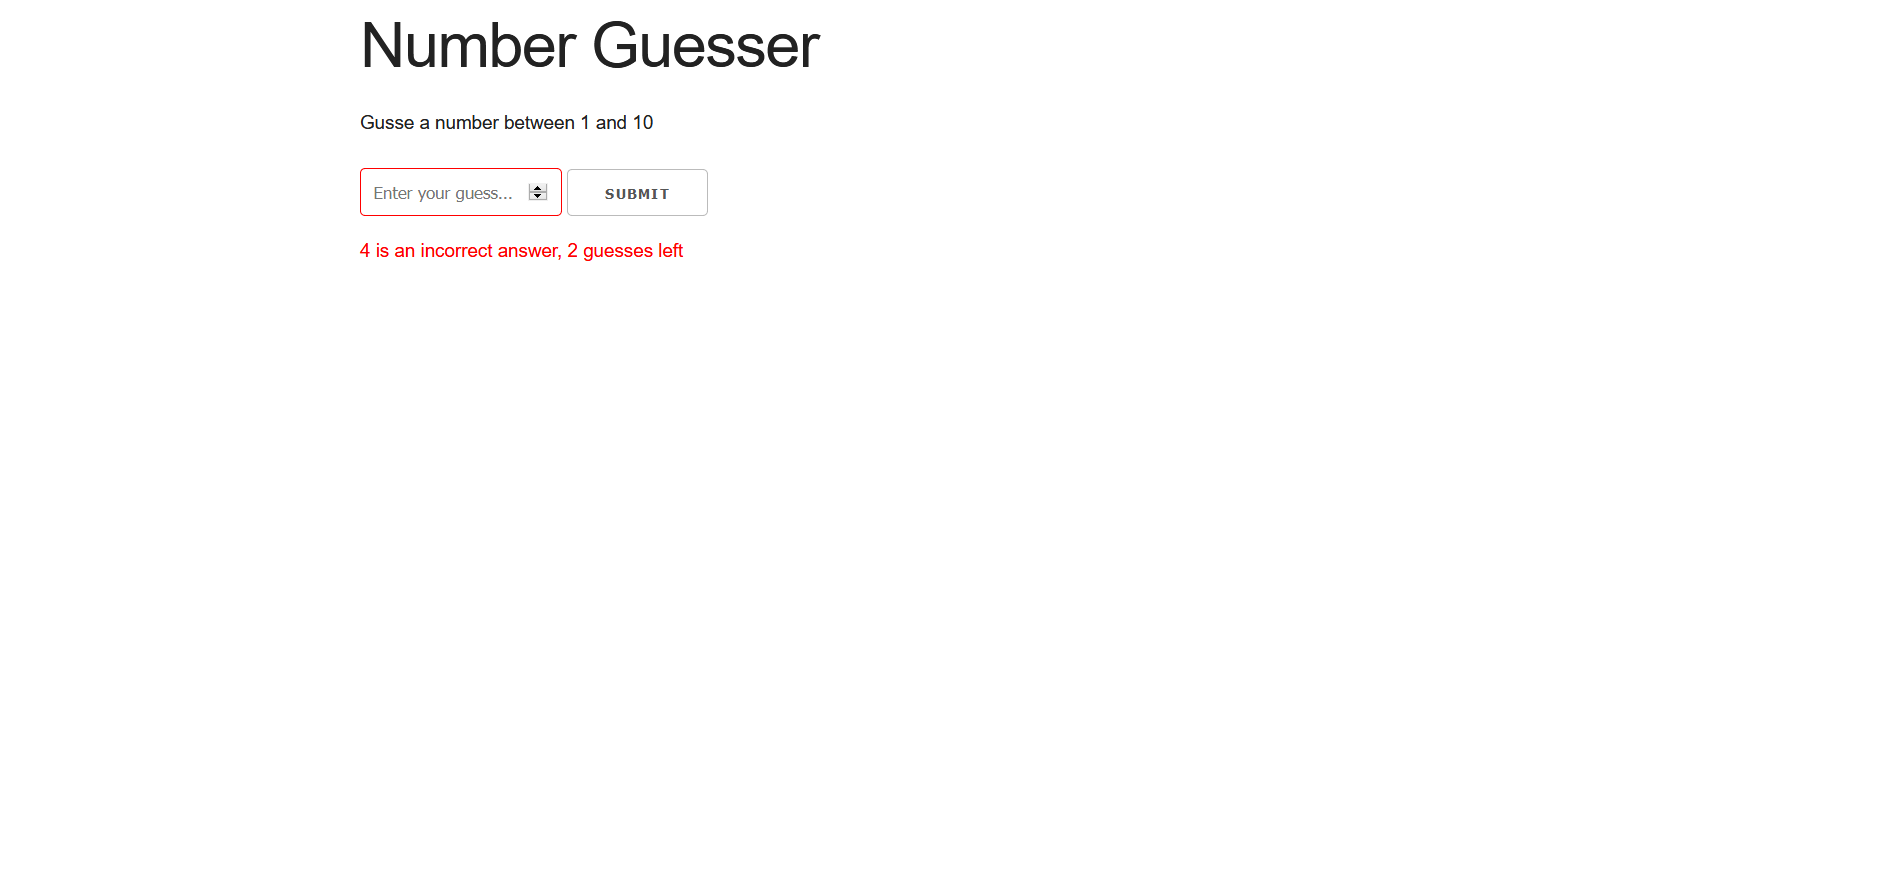 Number Guesser
Gusse a number between 1 and 10
Enter your guess... SUBMIT
4 is an incorrect answer, 2 guesses left